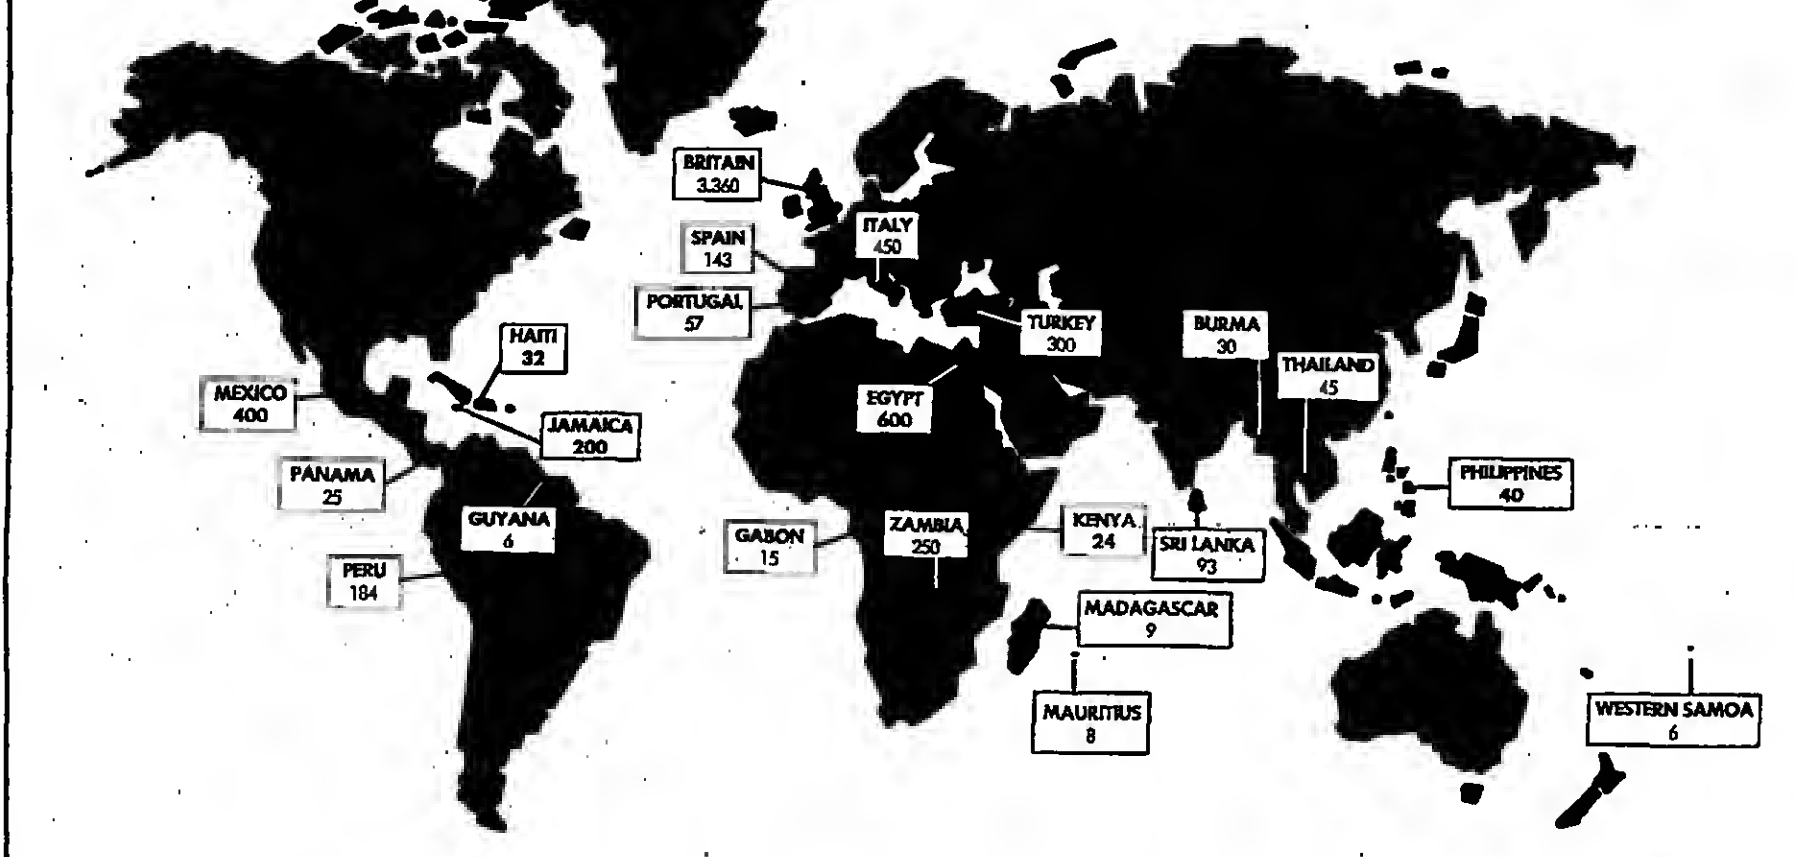 BRITAIN
3.360
SPAIN
143
ITALY
450
PORTUGAL
57
TURKEY
300
BURMA
30
HAITI
32
THAILAND
45
MEXICO
400
EGYPT
600
JAMAICA
200
PANAMA
25
PHILIPPINES
40
GUYANA
6
GABON
15
ZAMBIA
250
KENYA
24
SRI LANKA
93
PERU
184
MADAGASCAR
9
MAURITIUS
8
WESTERN SAMOA
6